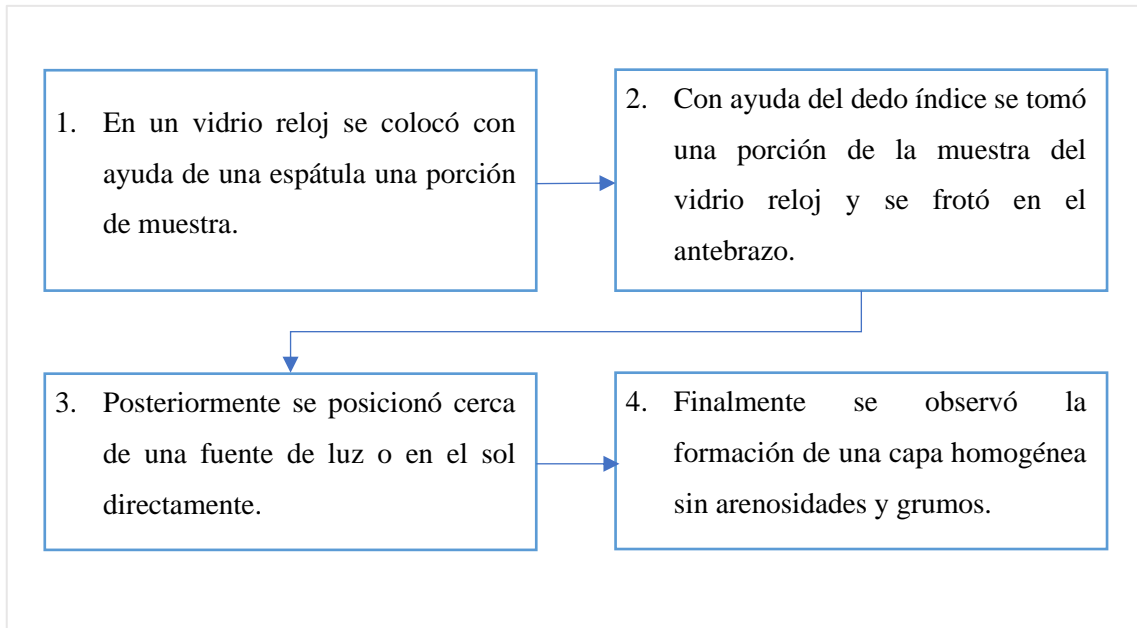 1. En un vidrio reloj se colocó con
ayuda de una espátula una porción
de muestra.
2. Con ayuda del dedo índice se tomó
una porción de la muestra del
vidrio reloj y se frotó en el
antebrazo.
3. Posteriormente se posicionó cerca
de una fuente de luz o en el sol
directamente.
4. Finalmente se observó la
formación de una capa homogénea
sin arenosidades y grumos.